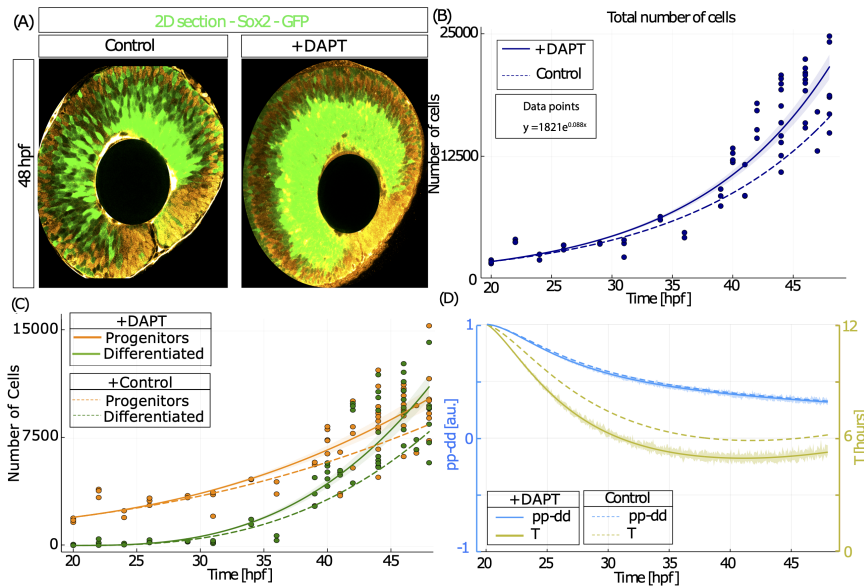 (A)
2D section - Sox2 - GFP
Control
+DAPT
48 hpf
(B)
Total number of cells
25000
12500
0
Number of cells
+DAPT
Control
Data points
y =1821e^0.088x
20
25
30
35
40
45
Time [hpf]
(C)
15000
7500
0
Number of Cells
+DAPT
Progenitors
Differentiated
+Control
Progenitors
Differentiated
20
25
30
35
40
45
Time [hpf]
(D)
1
0
-1
pp-dd [a.u.]
12
6
0
T[hours]
+DAPT
pp-dd
T
Control
pp-dd
T
20
25
30
35
40
45
Time [hpf]